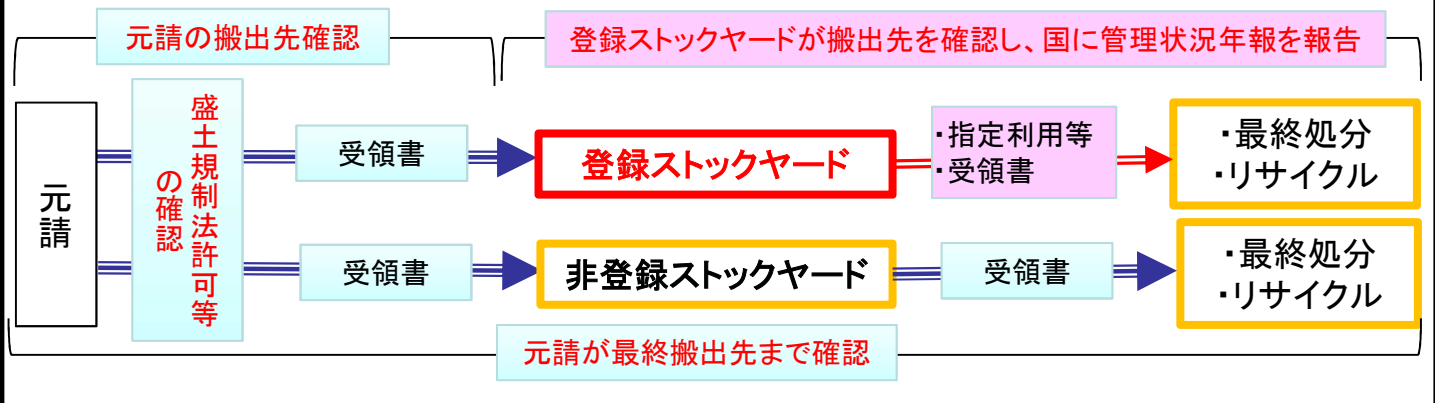 元請の搬出先確認
登録ストックヤードが搬出先を確認し、国に管理状況年報を報告
元請
盛土規制法許可等
の確認
受領書
登録ストックヤード
・指定利用等
・受領書
・最終処分
・リサイクル
受領書
非登録ストックヤード
受領書
・最終処分
・リサイクル
元請が最終搬出先まで確認